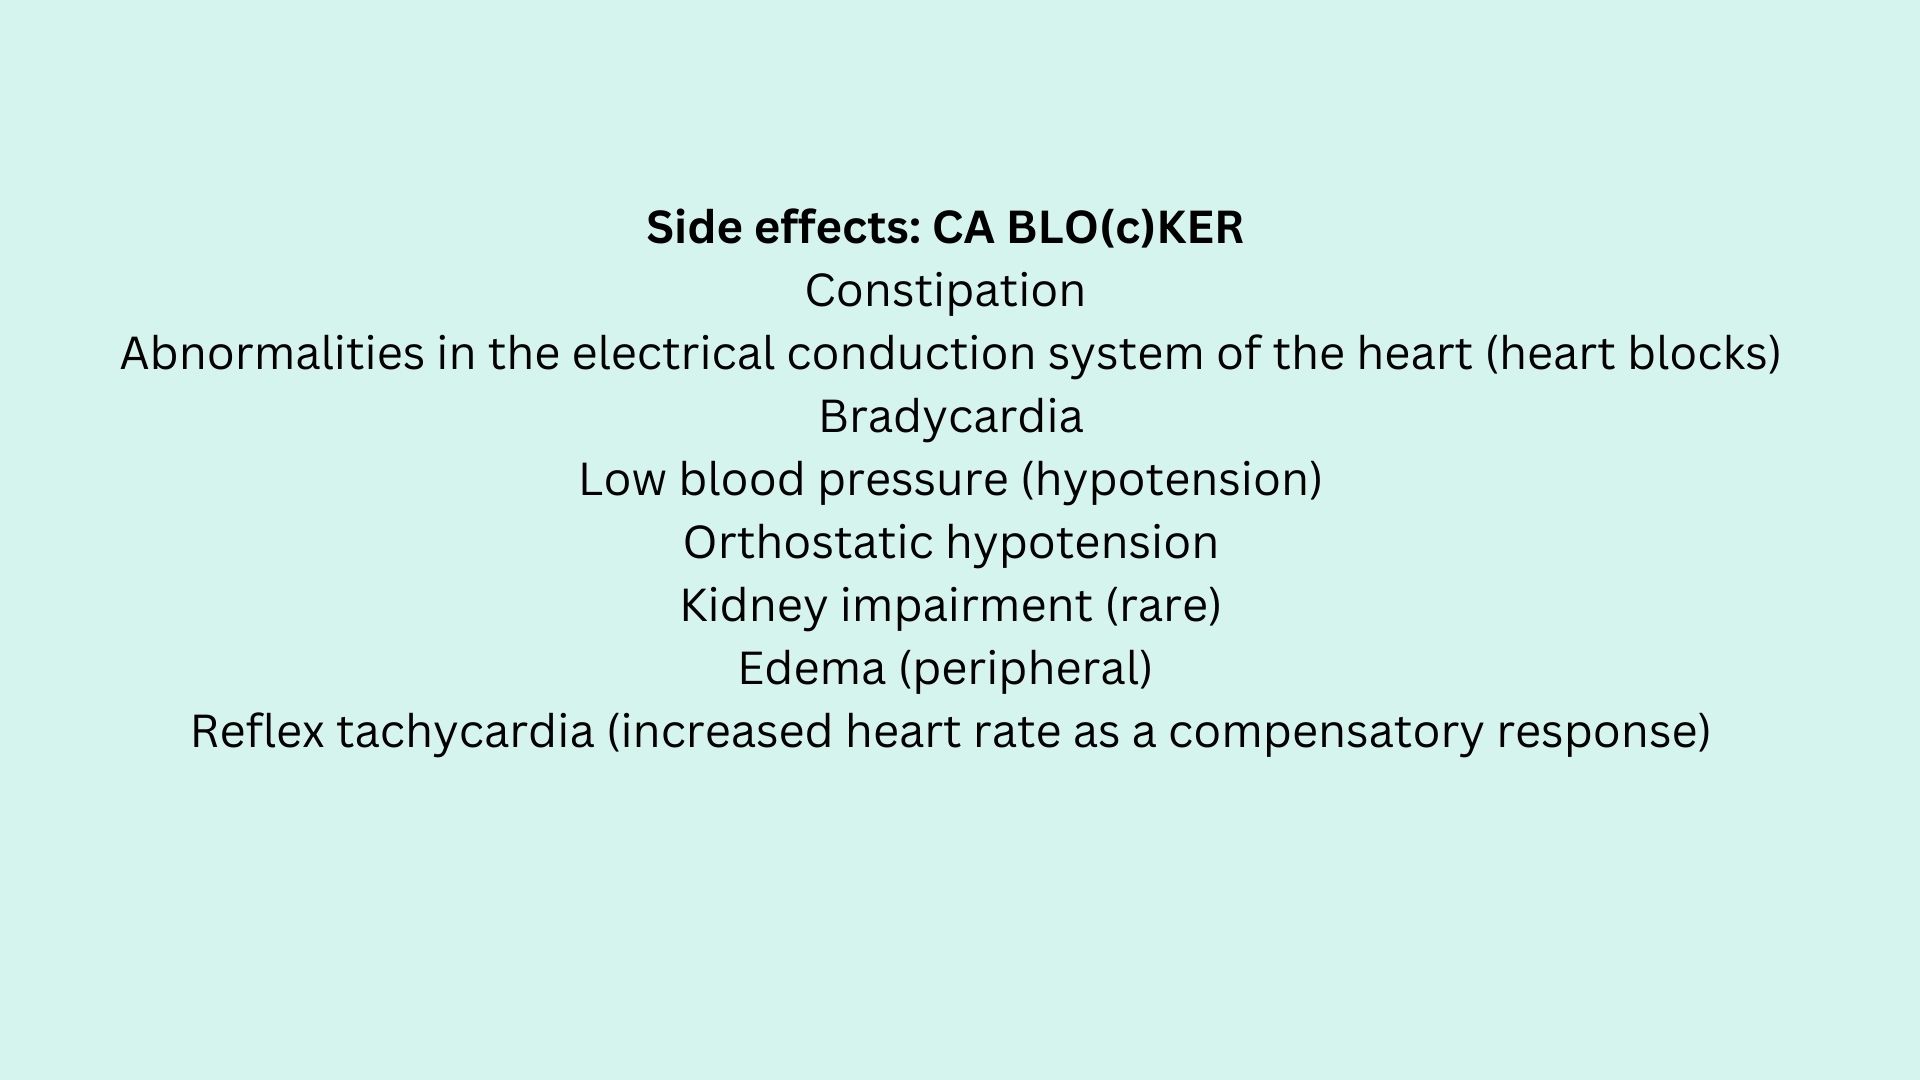 Side effects: CA BLO(c)KER
Constipation
Abnormalities in the electrical conduction system of the heart (heart blocks)
Bradycardia
Low blood pressure (hypotension)
Orthostatic hypotension
Kidney impairment (rare)
Edema (peripheral)
Reflex tachycardia (increased heart rate as a compensatory response)